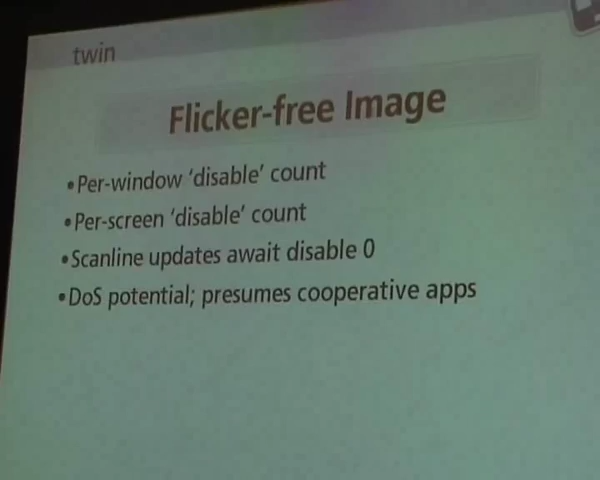 twin
Flicker-free Image
•Per-window ‘disable’ count
•Per-screen ‘disable’ count
•Scanline updates await disable 0
•DoS potential; presumes cooperative apps